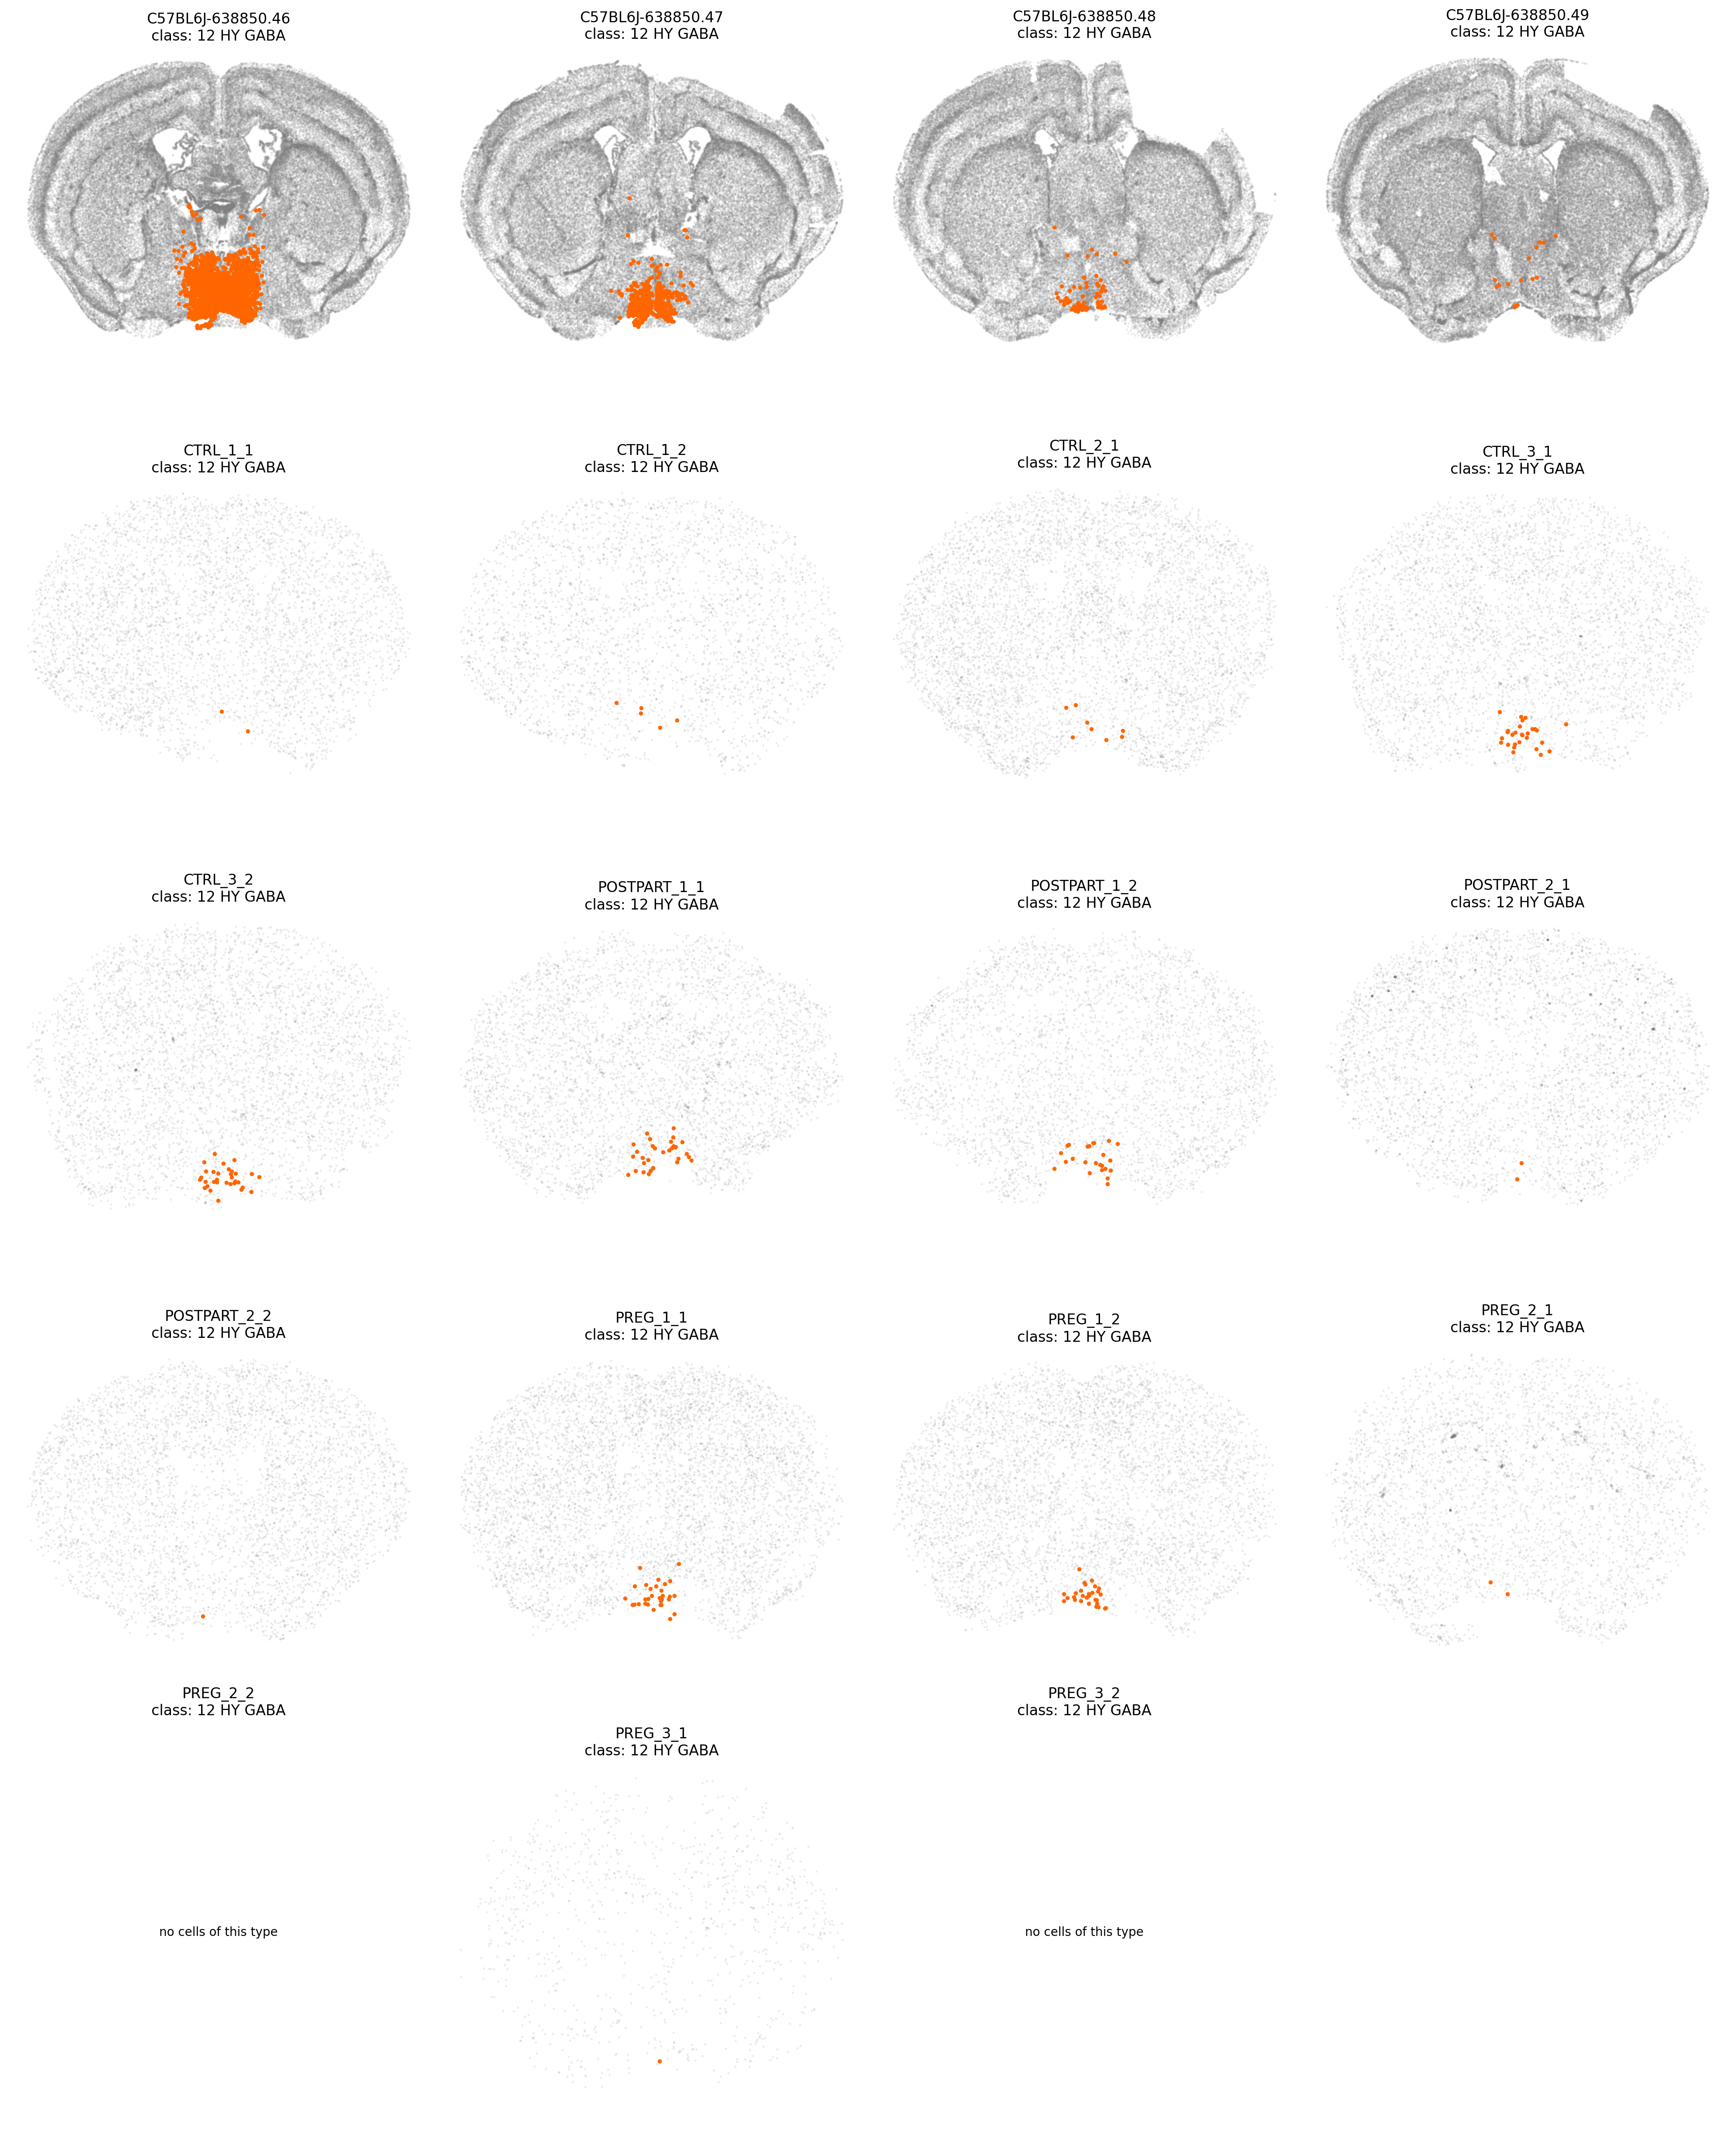 C57BL6J-638850.46
class: 12 HY GABA
C57BL6J-638850.47
class: 12 HY GABA
C57BL6J-638850.48
class: 12 HY GABA
C57BL6J-638850.49
class: 12 HY GABA
CTRL_1_1
class: 12 HY GABA
CTRL_1_2
class: 12 HY GABA
CTRL_2_1
class: 12 HY GABA
CTRL_3_1
class: 12 HY GABA
CTRL_3_2
class: 12 HY GABA
POSTPART_1_1
class: 12 HY GABA
POSTPART_1_2
class: 12 HY GABA
POSTPART_2_1
class: 12 HY GABA
POSTPART_2_2
class: 12 HY GABA
PREG_1_1
class: 12 HY GABA
PREG_1_2
class: 12 HY GABA
PREG_2_1
class: 12 HY GABA
PREG_2_2
class: 12 HY GABA
no cells of this type
PREG_3_1
class: 12 HY GABA
PREG_3_2
class: 12 HY GABA
no cells of this type